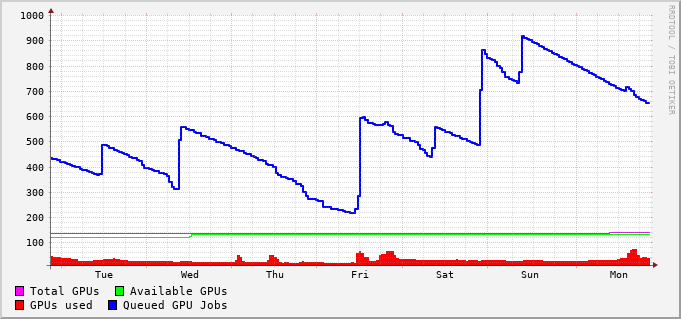 1000
900
800
700
600
500
400
300
200
100
Tue Wed Thu Fri Sat Sun Mon
Total GPUs Available GPUs
GPUs used Queued GPU Jobs
RRDTOOL / TOBI OETIKER